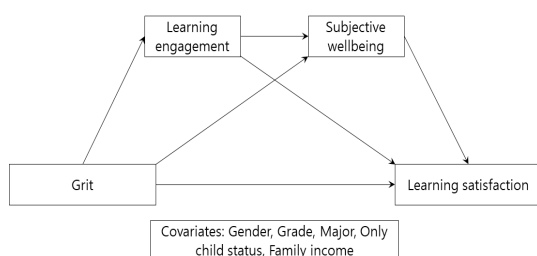 Learning
engagement
Subjective
wellbeing
Grit
Learning satisfaction
Covariates: Gender, Grade, Major, Only
child status, Family income